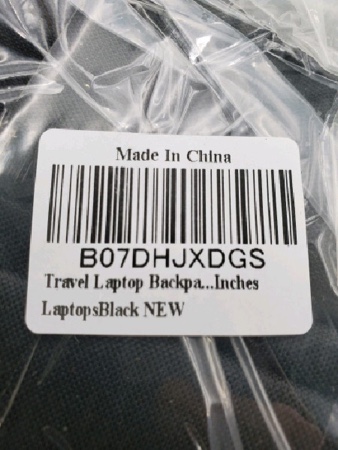 Made In China
B07DHJXDGS
Travel Laptop Backpa...Inches
LaptopsBlack NEW